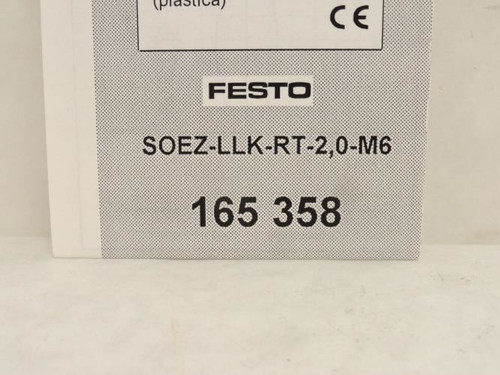 (plastica)
CE
FESTO
SOEZ-LLK-RT-2,0-M6
165 358